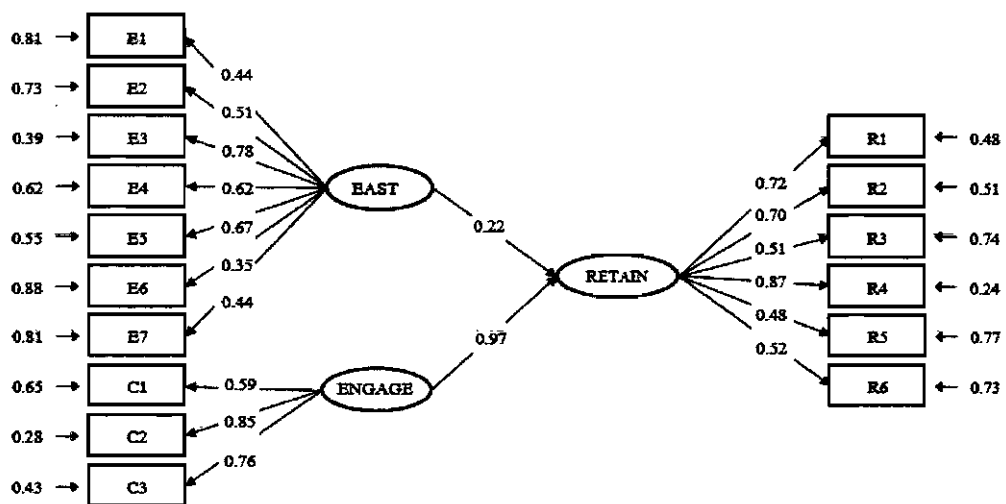 0.81 E1
0.44
0.73 E2
0.51
0.39 E3
0.78
0.62 E4 0.62
EAST
0.67
0.55 E5
0.35
0.88 E6
0.44
0.81 E7
0.65 C1 0.59
ENGAGE
0.85
0.28 C2
0.76
0.43 C3
0.22
0.97
RETAIN
R1 0.48
0.72
R2 0.51
0.70
R3 0.74
0.51
0.87
R4 0.24
0.48
R5 0.77
0.52
R6 0.73